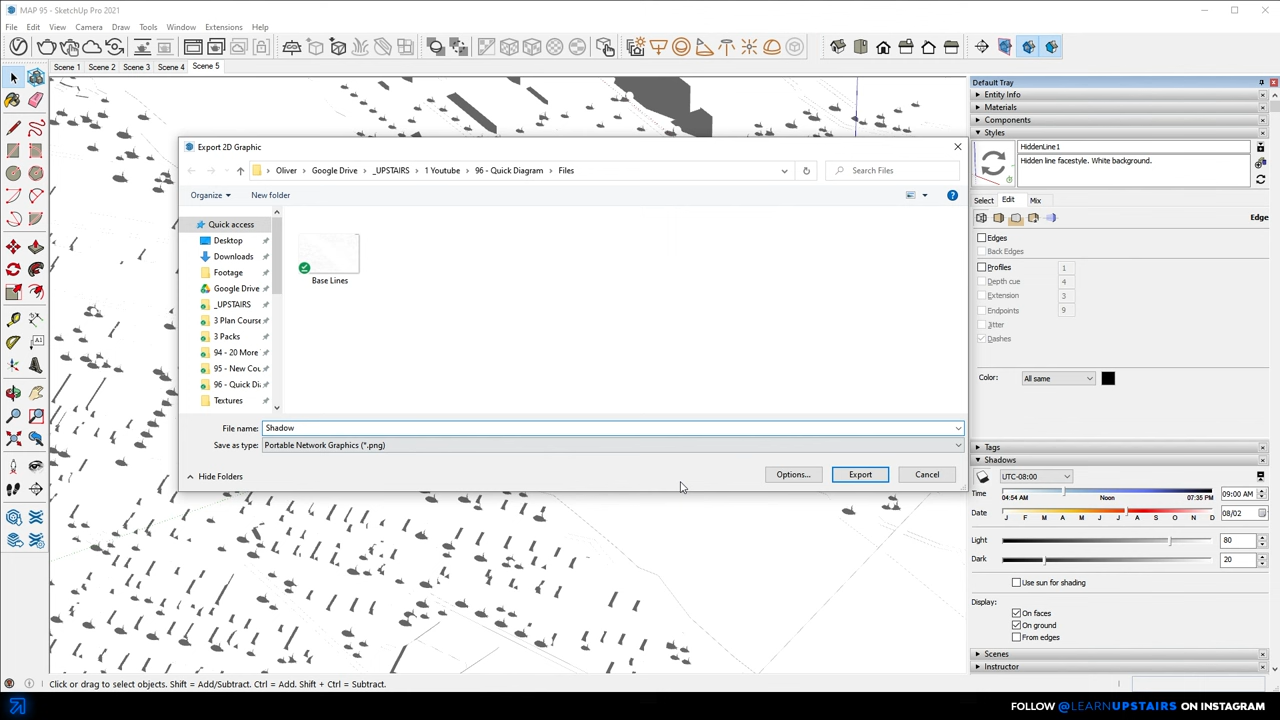 MAP 95 - SketchUp Pro 2021
File Edit View Camera Draw Tools Window Extensions Help
Scene 1 Scene 2 Scene 3 Scene 4 Scene 5
Export 2D Graphic
Oliver Google Drive _UPSTAIRS 1 Youtube 96 - Quick Diagram Files
Search Files
Organize New folder
Quick access
Desktop
Downloads
Footage
Google Drive
_UPSTAIRS
3 Plan Course
3 Packs
94 - 20 More
95 - New Cou
96 - Quick Di
Textures
Base Lines
File name: Shadow
Save as type: Portable Network Graphics (*.png)
Hide Folders
Options... Export Cancel
Default Tray
Entity Info
Materials
Components
Styles
HiddenLine1
Hidden line facestyle. White background.
Select Edit Mix
Edge
Edges
Back Edges
Profiles 1
Depth cue 4
Extension 3
Endpoints 9
Jitter
Dashes
Color: All same
Tags
Shadows
UTC-08:00
Time 09:00 AM
04:54 AM Noon 07:35 PM
Date 08/02
J F M A M J J A S O N D
Light 80
Dark 20
Use sun for shading
Display:
On faces
On ground
From edges
Scenes
Instructor
Click or drag to select objects. Shift = Add/Subtract. Ctrl = Add. Shift + Ctrl = Subtract.
FOLLOW @LEARNUPSTAIRS ON INSTAGRAM